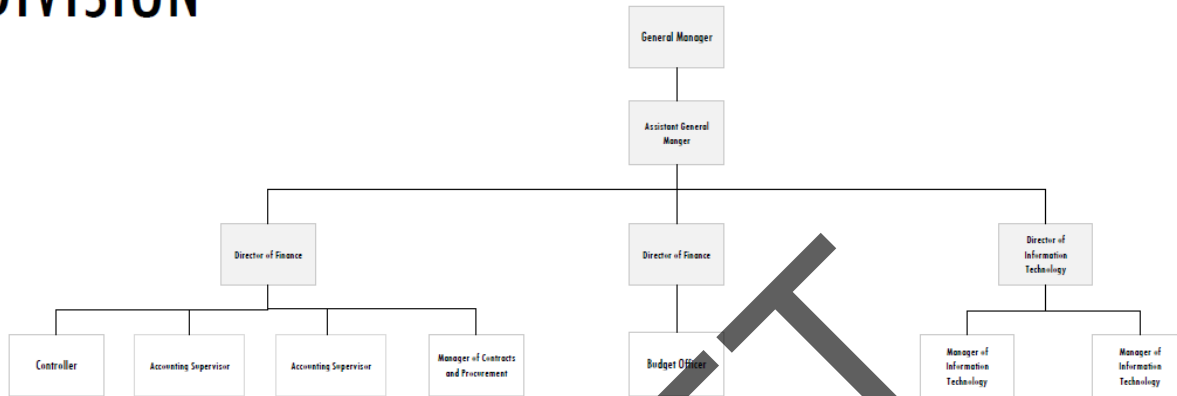 DIVISION
General Manager
Assistant General
Manger
Director of Finance
Director of Finance
Director of
Information
Technology
Controller
Accounting Supervisor
Accounting Supervisor
Manager of Contracts
and Procurement
Budget Officer
Manager of
Information
Technology
Manager of
Information
Technology